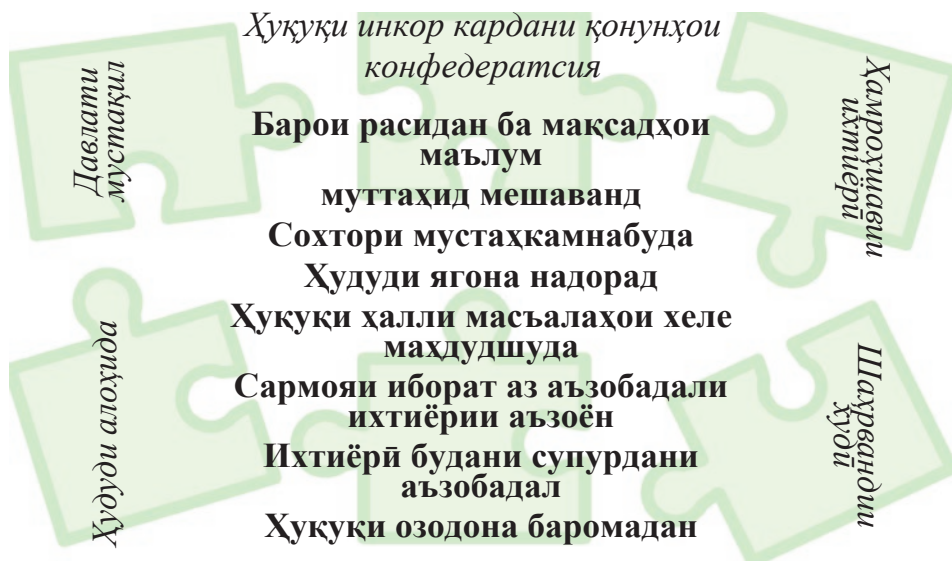 Ҳуқуқи инкор кардани қонунҳои
конфедератсия
Давлати
мустақил
Барои расидан ба мақсадҳои
маълум
муттаҳид мешаванд
Сохтори мустаҳкамнабуда
Ҳудуди ягона надорад
Ҳуқуқи ҳалли масъалаҳои хеле
маҳдудшуда
Сармояи иборат аз аъзобадали
ихтиёрии аъзоён
Ихтиёрӣ будани супурдани
аъзобадал
Ҳуқуқи озодона баромадан
Ҳамроҳшавии
ихтиёрӣ
Ҳудуди алоҳида
Шаҳрвандии
худӣ